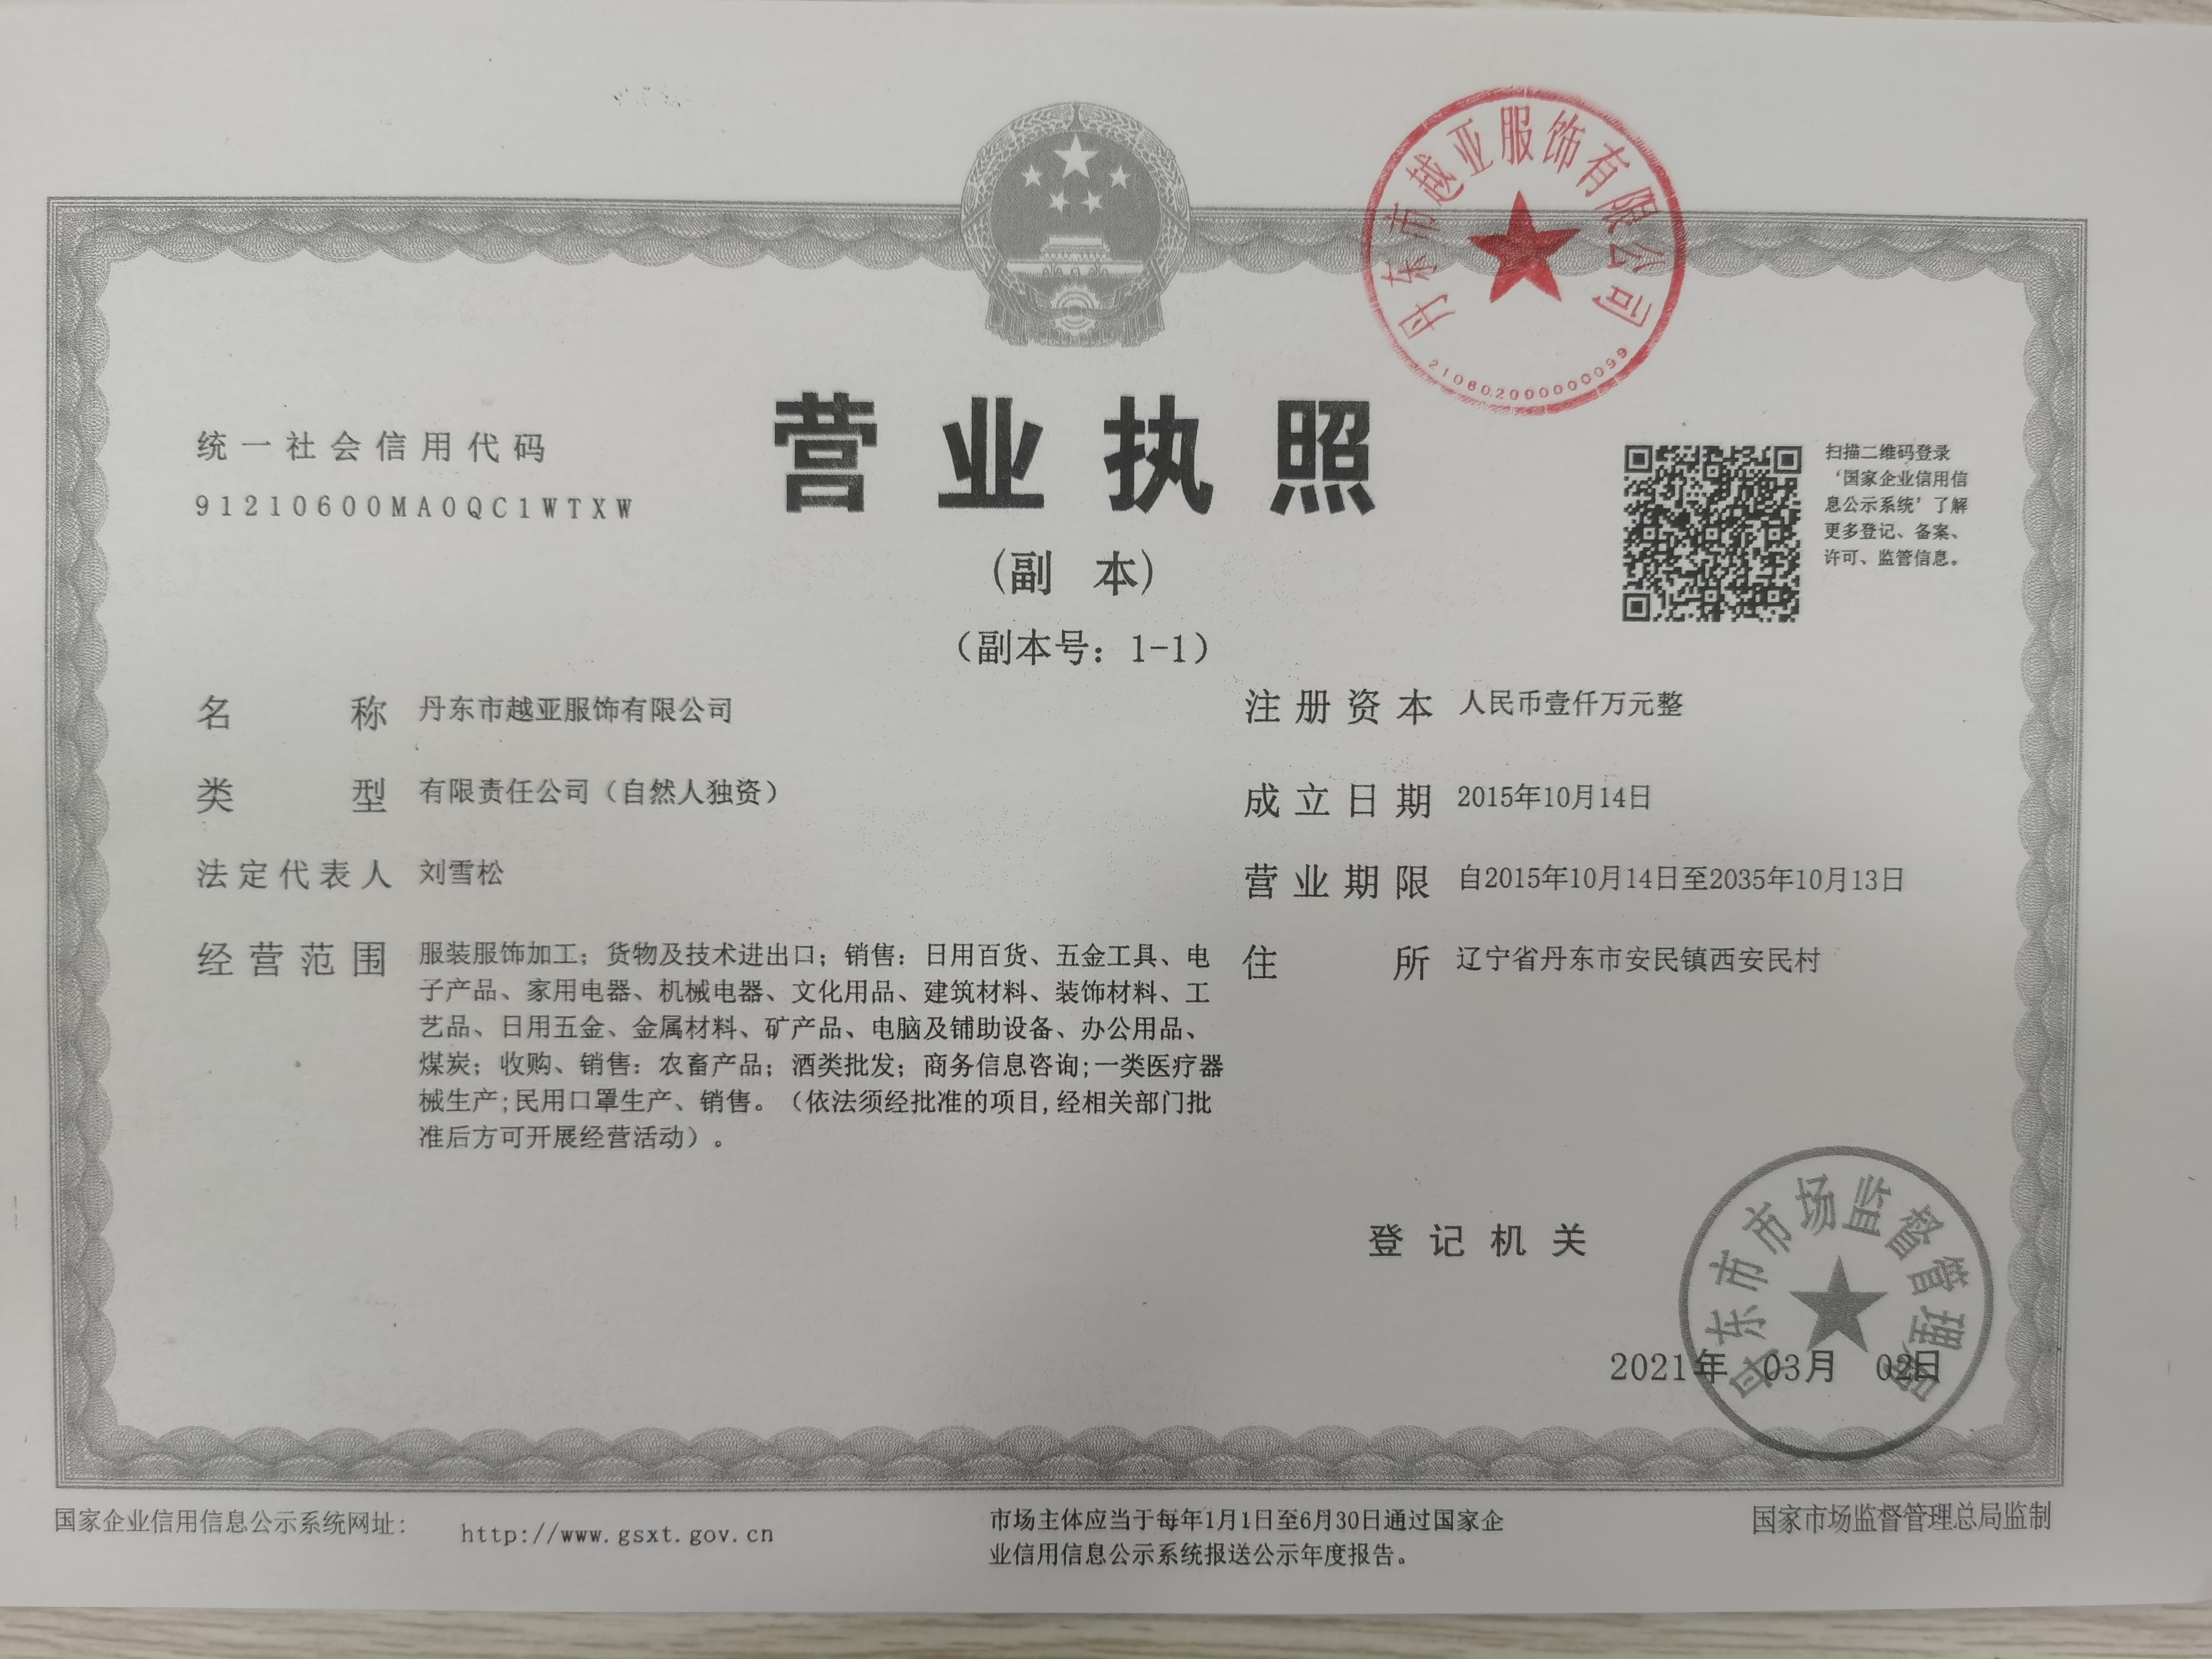 丹东市越亚服饰有限公司
2106020000000099
统一社会信用代码
91210600MA0QC1WTXW
营业执照
(副 本)
（副本号：1-1）
扫描二维码登录
‘国家企业信用信
息公示系统’了解
更多登记、备案、
许可、监管信息。
名称 丹东市越亚服饰有限公司
类型 有限责任公司（自然人独资）
法定代表人 刘雪松
经营范围 服装服饰加工；货物及技术进出口；销售：日用百货、五金工具、电
子产品、家用电器、机械电器、文化用品、建筑材料、装饰材料、工
艺品、日用五金、金属材料、矿产品、电脑及辅助设备、办公用品、
煤炭；收购、销售：农畜产品；酒类批发；商务信息咨询;一类医疗器
械生产;民用口罩生产、销售。（依法须经批准的项目,经相关部门批
准后方可开展经营活动）。
注册资本 人民币壹仟万元整
成立日期 2015年10月14日
营业期限 自2015年10月14日至2035年10月13日
住所 辽宁省丹东市安民镇西安民村
登记机关
丹东市市场监督管理局
2021年 03月 02日
国家企业信用信息公示系统网址： http://www.gsxt.gov.cn
市场主体应当于每年1月1日至6月30日通过国家企
业信用信息公示系统报送公示年度报告。
国家市场监督管理总局监制